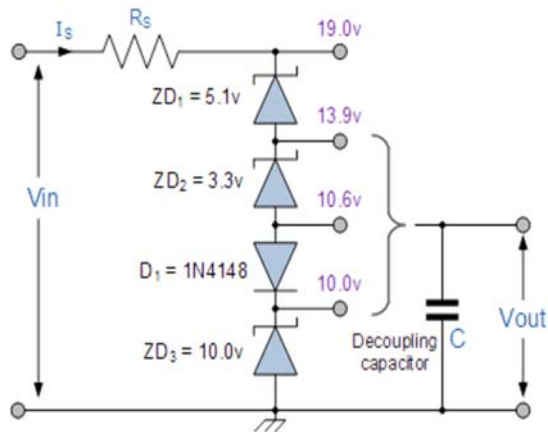 Is
Rs
19.0v
ZD1 = 5.1v
13.9v
ZD2 = 3.3v
Vin
10.6v
D1 = 1N4148
10.0v
ZD3 = 10.0v
Decoupling
capacitor
C
Vout